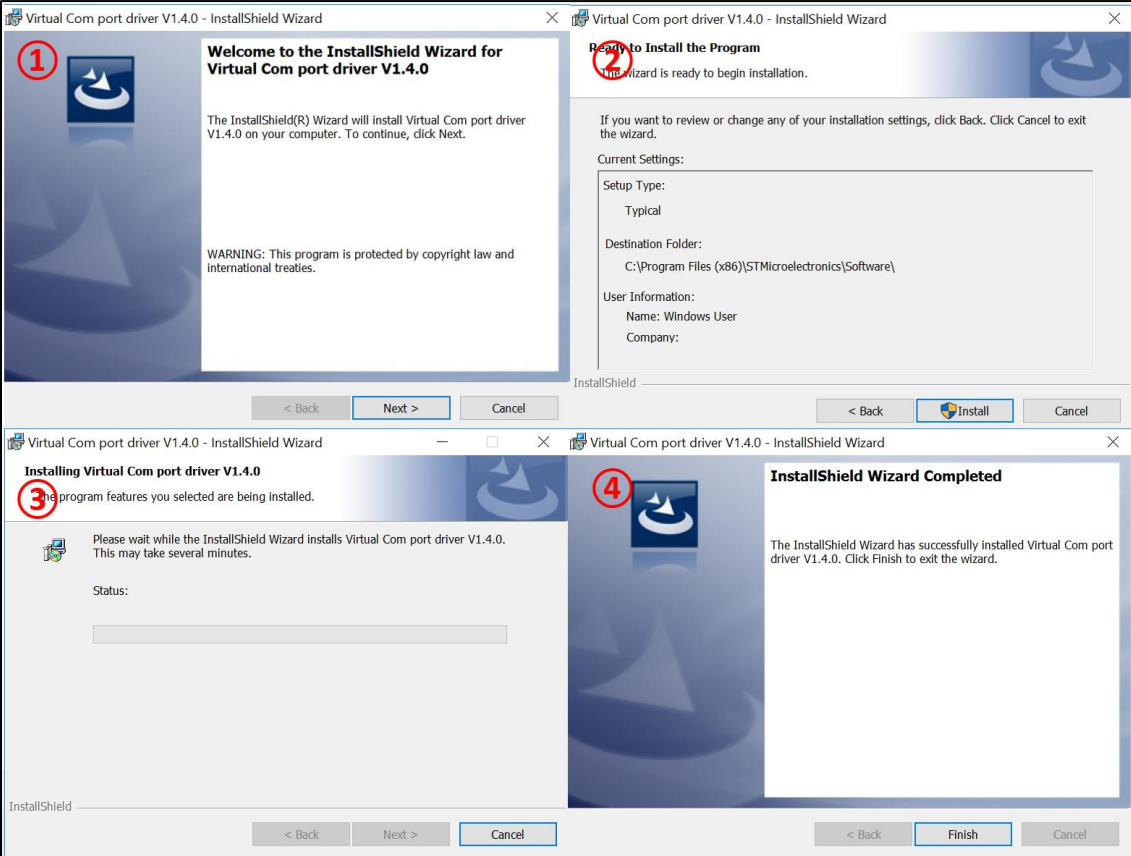 Virtual Com port driver V1.4.0 - InstallShield Wizard
①
Welcome to the InstallShield Wizard for
Virtual Com port driver V1.4.0
The InstallShield(R) Wizard will install Virtual Com port driver
V1.4.0 on your computer. To continue, click Next.
WARNING: This program is protected by copyright law and
international treaties.
< Back
Next >
Cancel
Virtual Com port driver V1.4.0 - InstallShield Wizard
②
Ready to Install the Program
The wizard is ready to begin installation.
If you want to review or change any of your installation settings, click Back. Click Cancel to exit
the wizard.
Current Settings:
Setup Type:
Typical
Destination Folder:
C:\Program Files (x86)\STMicroelectronics\Software\
User Information:
Name: Windows User
Company:
InstallShield
< Back
Install
Cancel
Virtual Com port driver V1.4.0 - InstallShield Wizard
③
Installing Virtual Com port driver V1.4.0
The program features you selected are being installed.
Please wait while the InstallShield Wizard installs Virtual Com port driver V1.4.0.
This may take several minutes.
Status:
InstallShield
< Back
Next >
Cancel
Virtual Com port driver V1.4.0 - InstallShield Wizard
④
InstallShield Wizard Completed
The InstallShield Wizard has successfully installed Virtual Com port
driver V1.4.0. Click Finish to exit the wizard.
< Back
Finish
Cancel